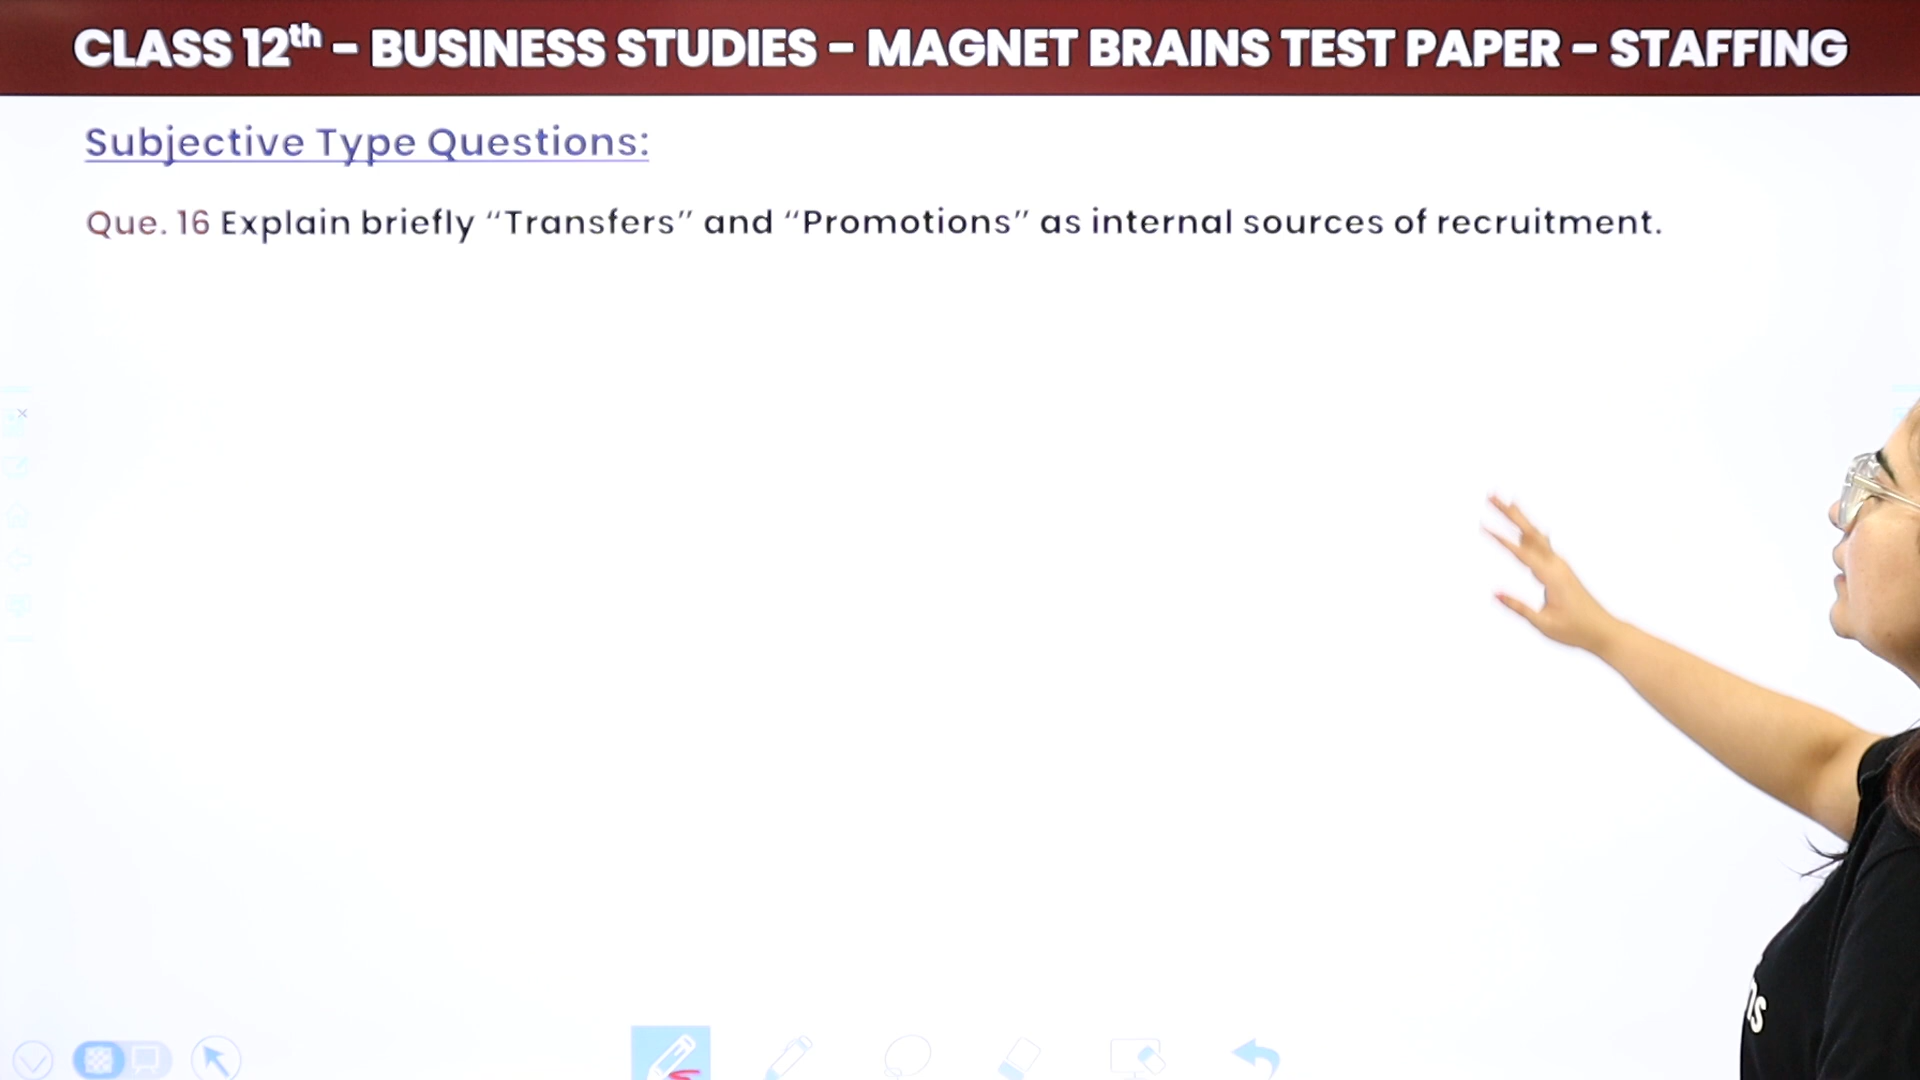 CLASS 12th – BUSINESS STUDIES – MAGNET BRAINS TEST PAPER – STAFFING
Subjective Type Questions:
Que. 16 Explain briefly “Transfers” and “Promotions” as internal sources of recruitment.